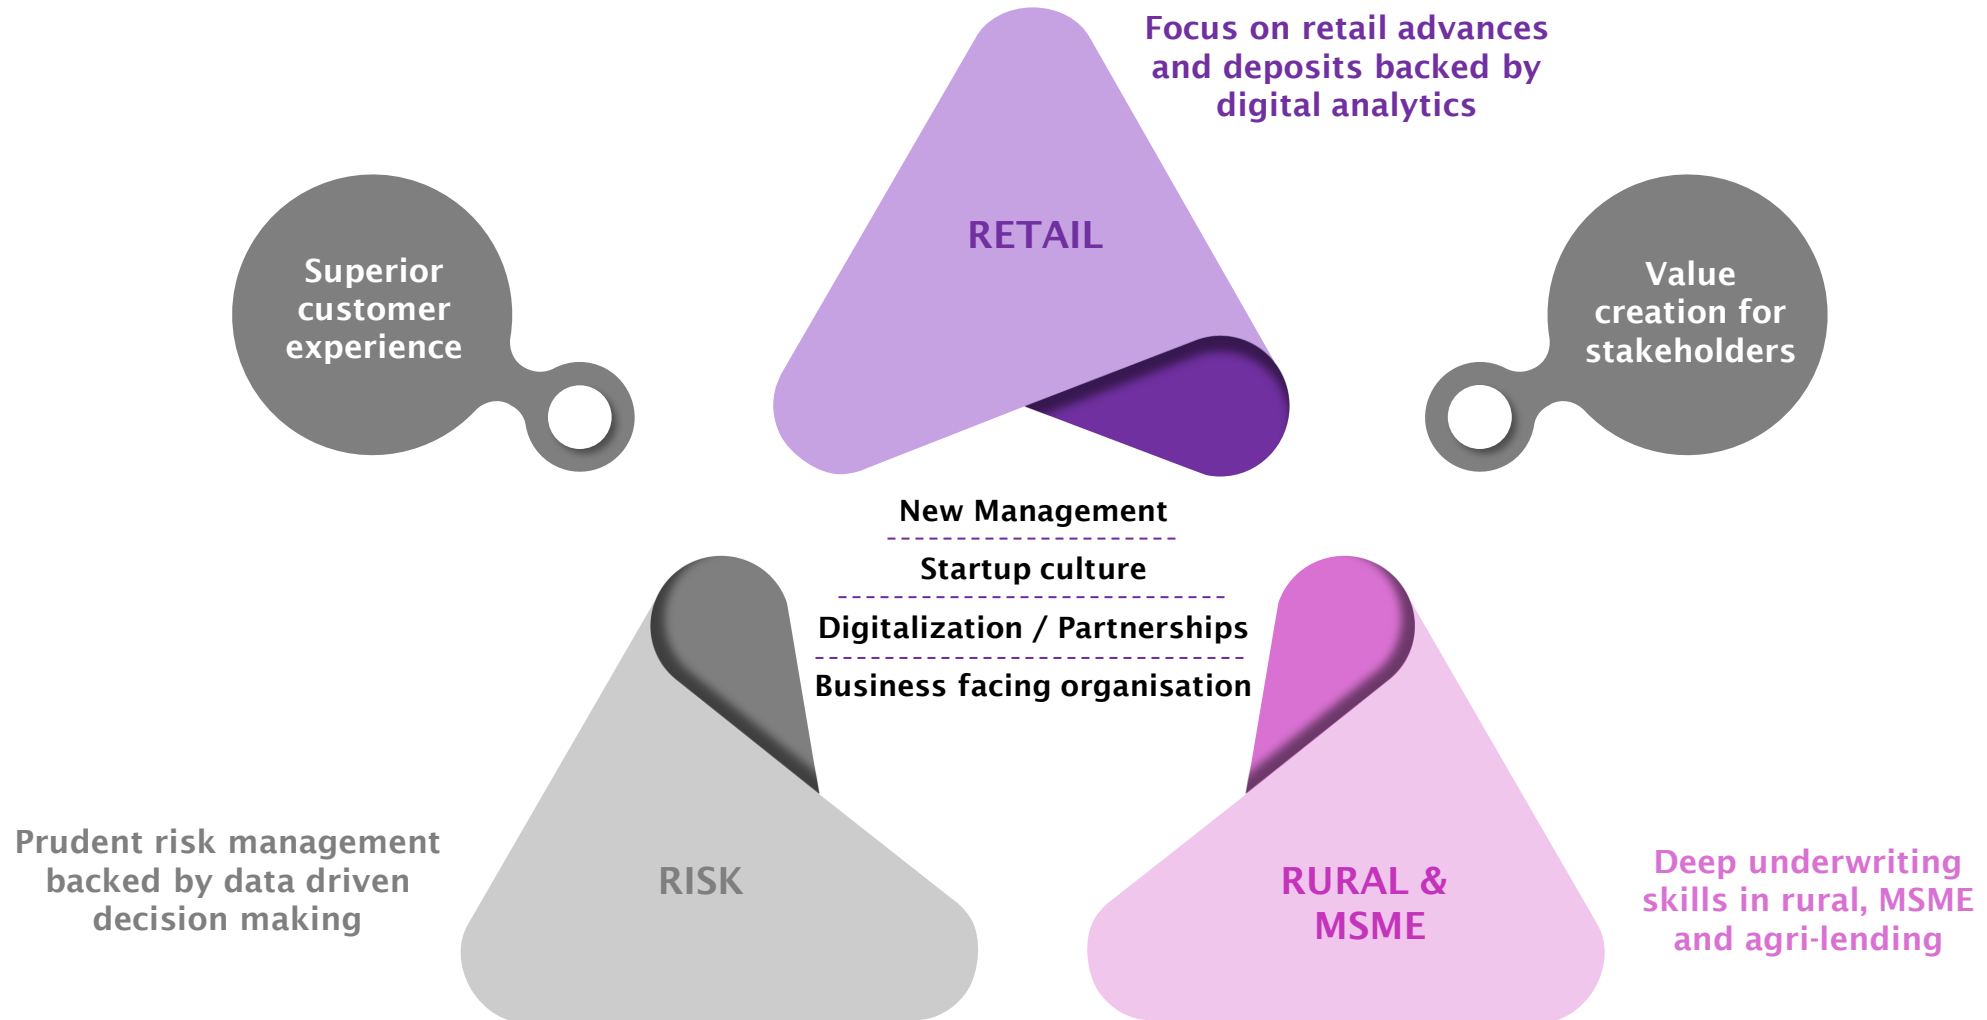 Focus on retail advances
and deposits backed by
digital analytics
RETAIL
Superior
customer
experience
Value
creation for
stakeholders
New Management
Startup culture
Digitalization / Partnerships
Business facing organisation
Prudent risk management
backed by data driven
decision making
RISK
RURAL &
MSME
Deep underwriting
skills in rural, MSME
and agri-lending